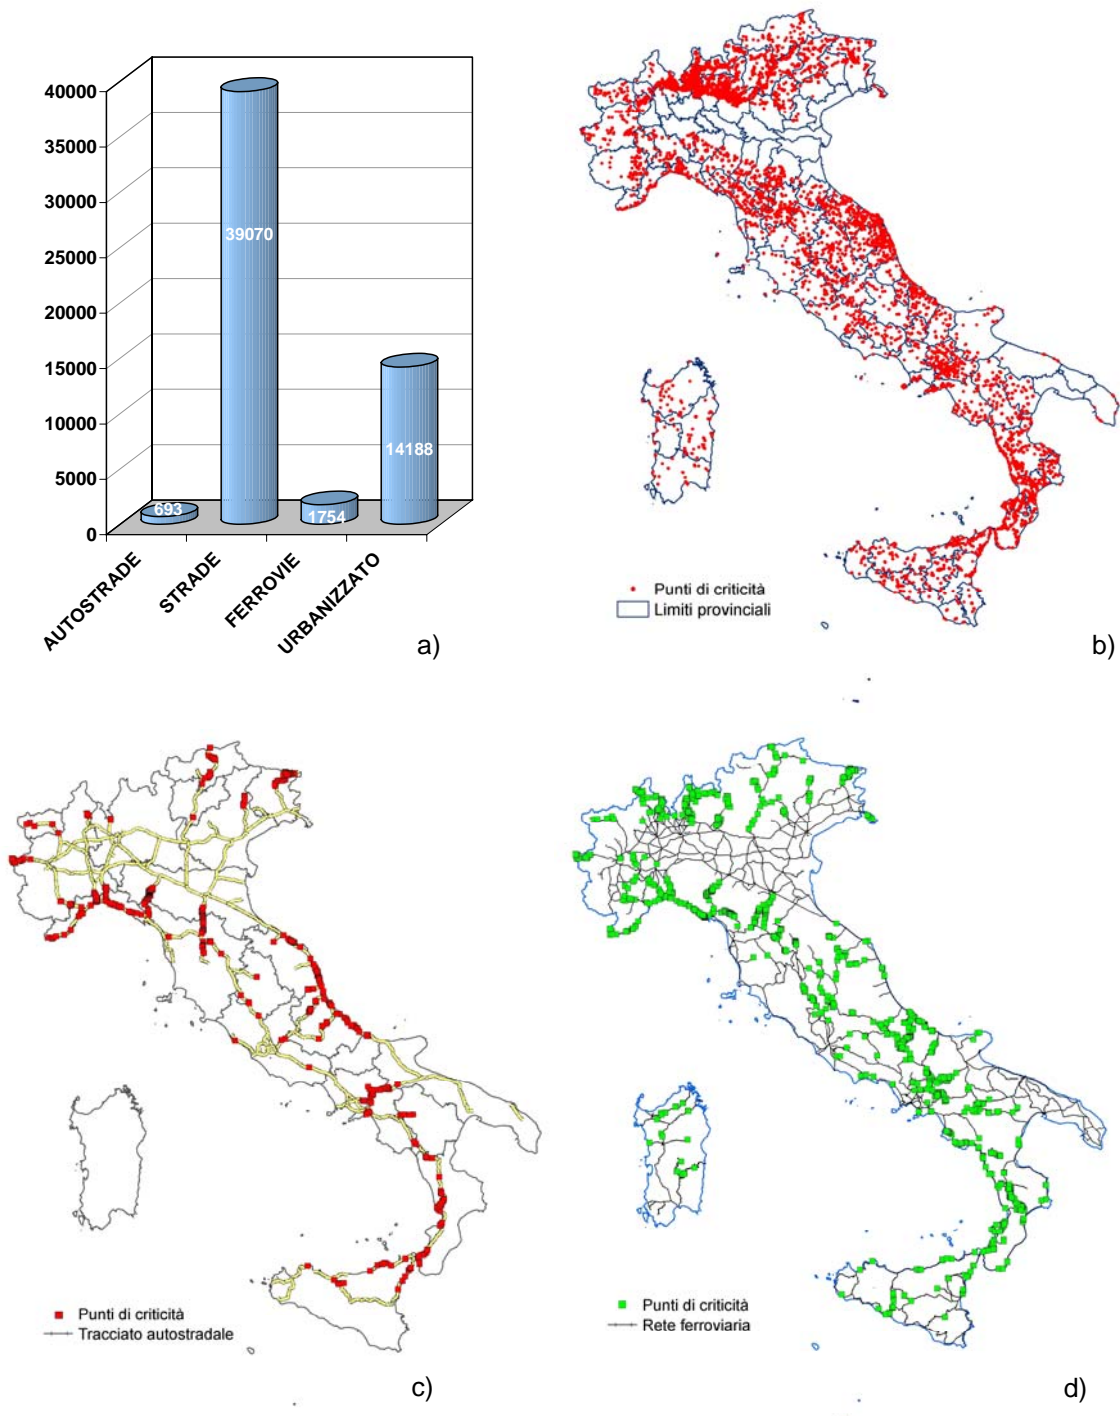 40000
35000
30000
25000
20000
15000
10000
5000
0
693
39070
1754
14188
AUTOSTRADE
STRADE
FERROVIE
URBANIZZATO
a)
Punti di criticità
Limiti provinciali
b)
Punti di criticità
Tracciato autostradale
c)
Punti di criticità
Rete ferroviaria
d)